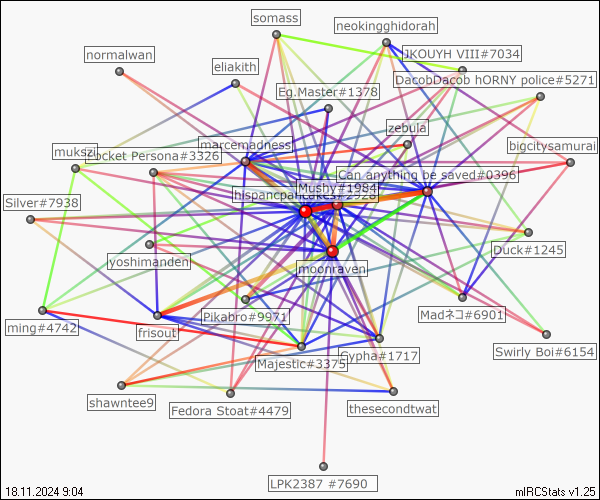 somass
neokingghidorah
normalwan
JKOUYH VIII#7034
eliakith
DacobDacob hORNY police#5271
Eg.Master#1378
zebula
marcemadness
bigcitysamurai
mukszi
Rocket Persona#3326
Can anything be saved#0396
Mushy#1984
Silver#7938
yoshimanden
moonraven
Duck#1245
Pikabro#9971
Madネコ#6901
ming#4742
frisout
Swirly Boi#6154
Cypha#1717
Majestic#3375
shawntee9
Fedora Stoat#4479
thesecondtwat
LPK2387 #7690
18.11.2024 9:04
mIRCStats v1.25